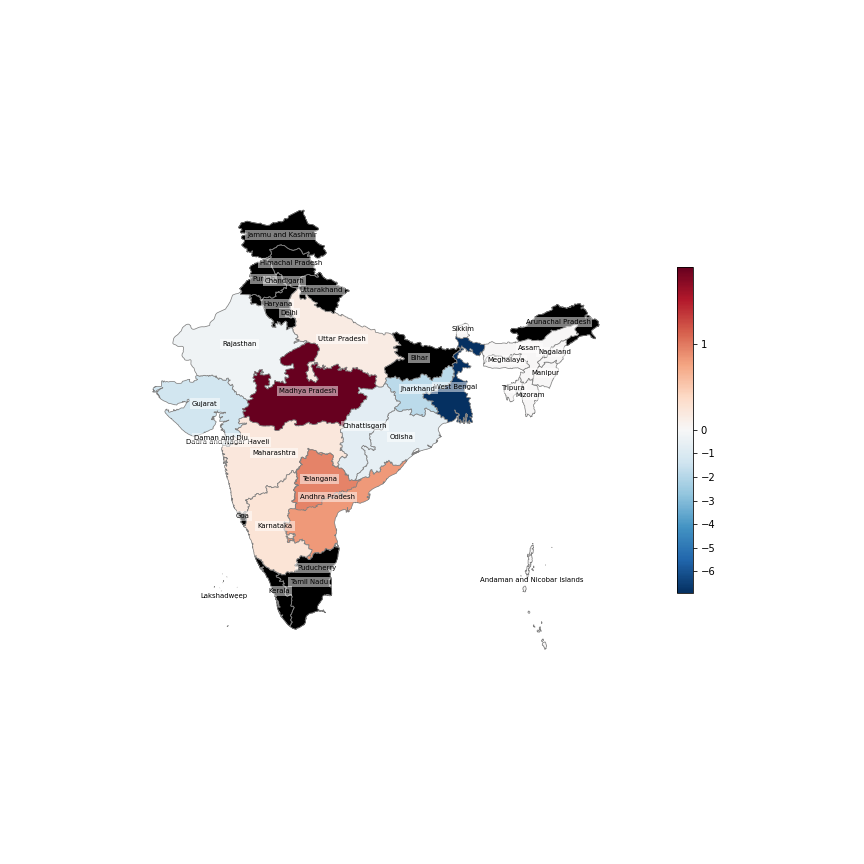 Jammu and Kashmir
Himachal Pradesh
Chandigarh
Uttarakhand
Haryana
Delhi
Arunachal Pradesh
Sikkim
Uttar Pradesh
Rajasthan
Assam
Nagaland
Bihar
Meghalaya
Manipur
Jharkhand
West Bengal
Tripura
Madhya Pradesh
Mizoram
Gujarat
Chhattisgarh
Daman and Diu
Odisha
Dadra and Nagar Haveli
Maharashtra
Telangana
Andhra Pradesh
Goa
Karnataka
Puducherry
Tamil Nadu
Andaman and Nicobar Islands
Kerala
Lakshadweep
1
0
−1
−2
−3
−4
−5
−6